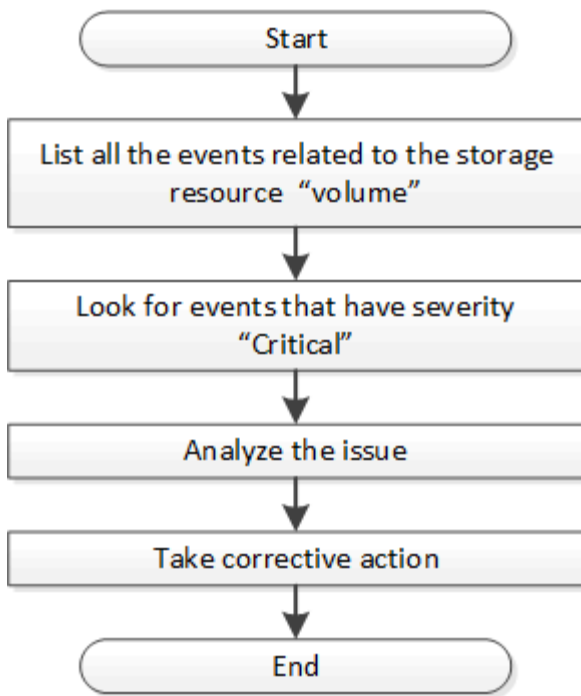 Start
List all the events related to the storage
resource “volume”
Look for events that have severity
“Critical”
Analyze the issue
Take corrective action
End